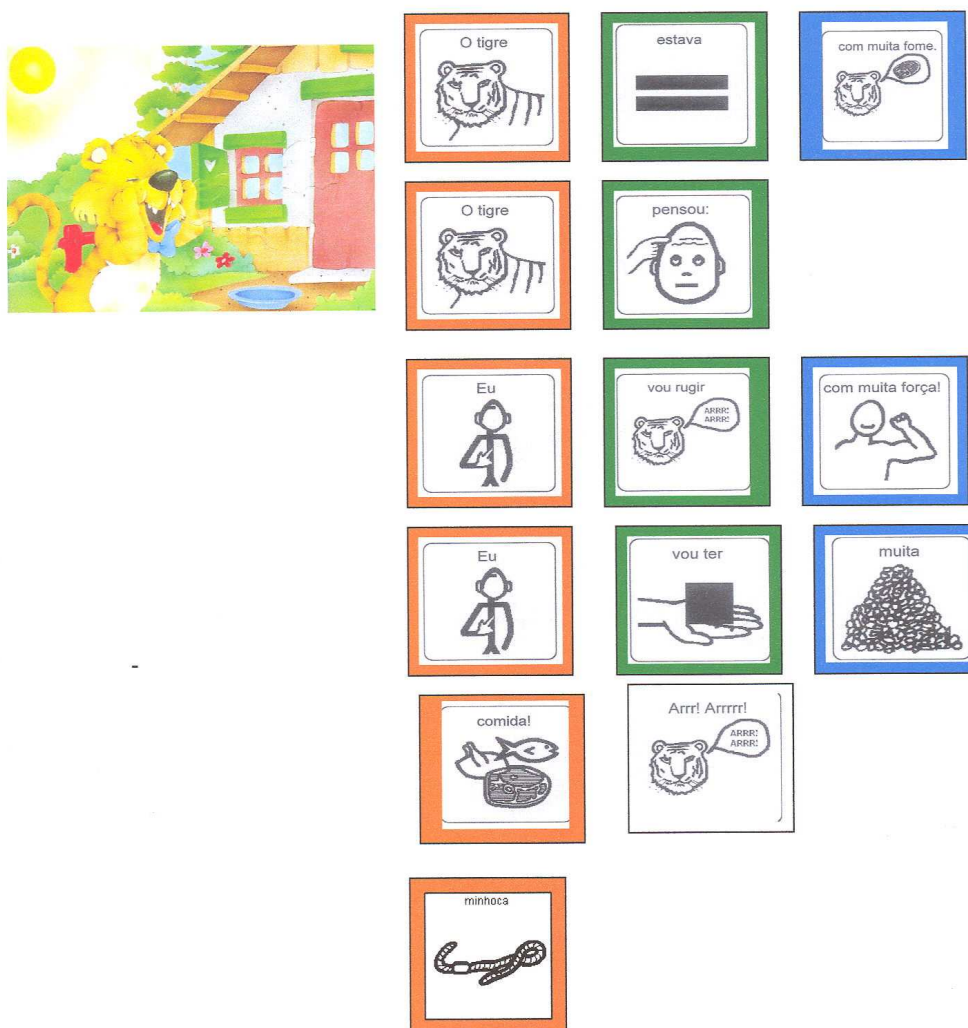 O tigre estava com muita fome.
O tigre pensou:
Eu vou rugir com muita força!
ARRR!
ARRR!
Eu vou ter muita
comida! Arrr! Arrrrr!
ARRR!
ARRR!
minhoca